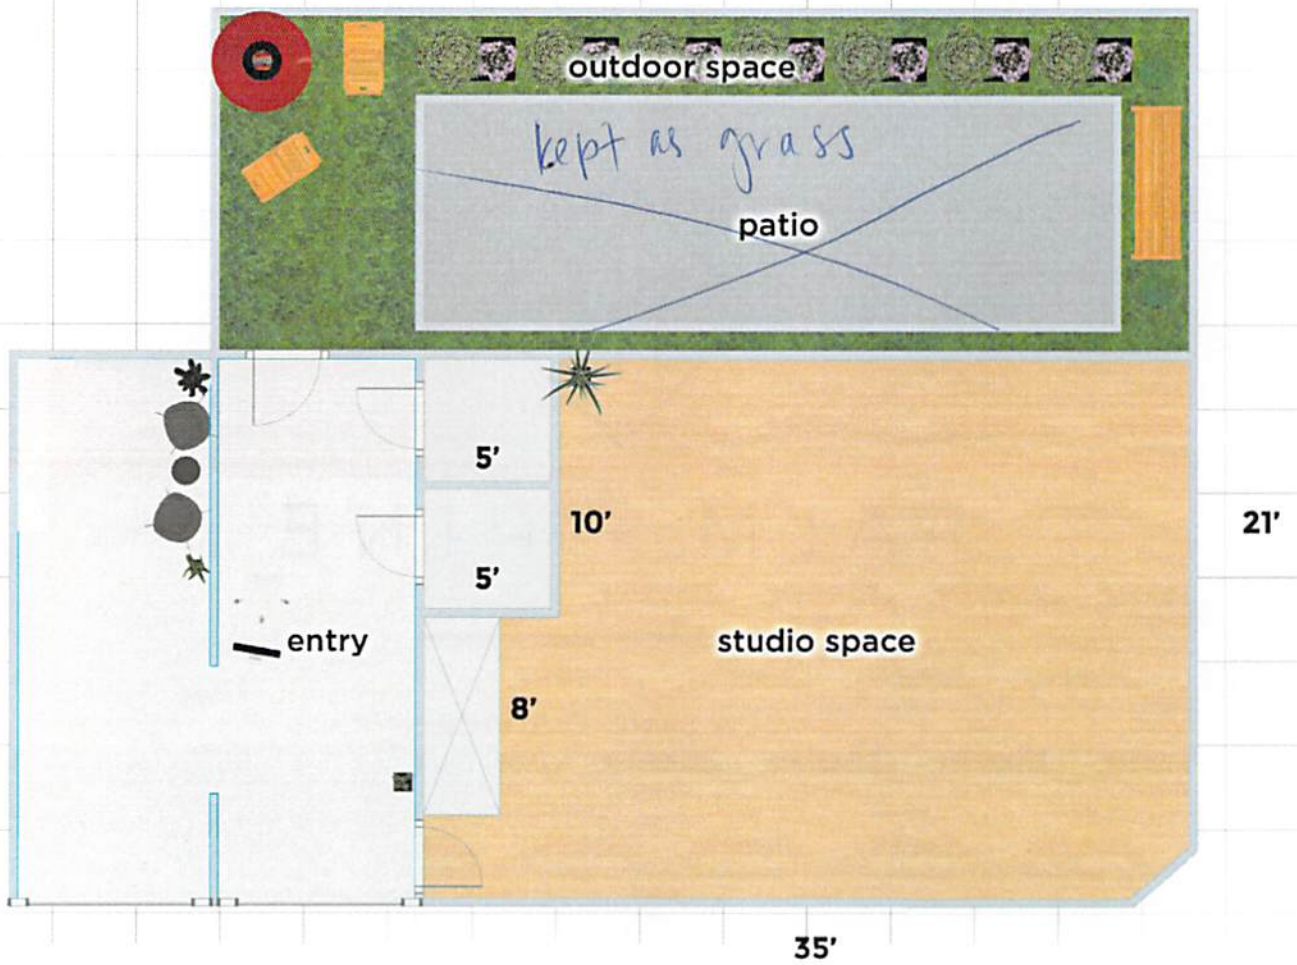 outdoor space
kept as grass
patio
5'
10'
21'
5'
entry
studio space
8'
35'